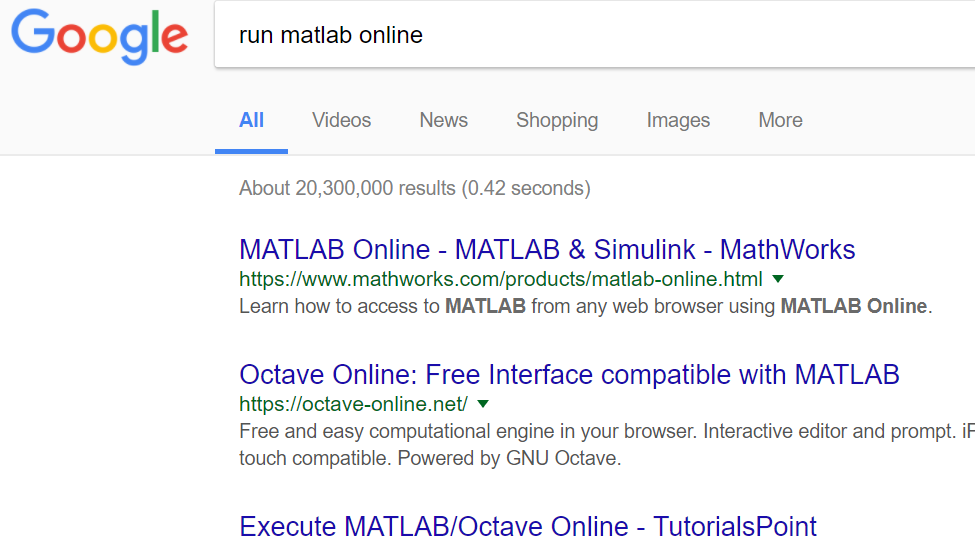 Google
run matlab online
All Videos News Shopping Images More
About 20,300,000 results (0.42 seconds)
MATLAB Online - MATLAB & Simulink - MathWorks
https://www.mathworks.com/products/matlab-online.html
Learn how to access to MATLAB from any web browser using MATLAB Online.
Octave Online: Free Interface compatible with MATLAB
https://octave-online.net/
Free and easy computational engine in your browser. Interactive editor and prompt.
touch compatible. Powered by GNU Octave.
Execute MATLAB/Octave Online - TutorialsPoint